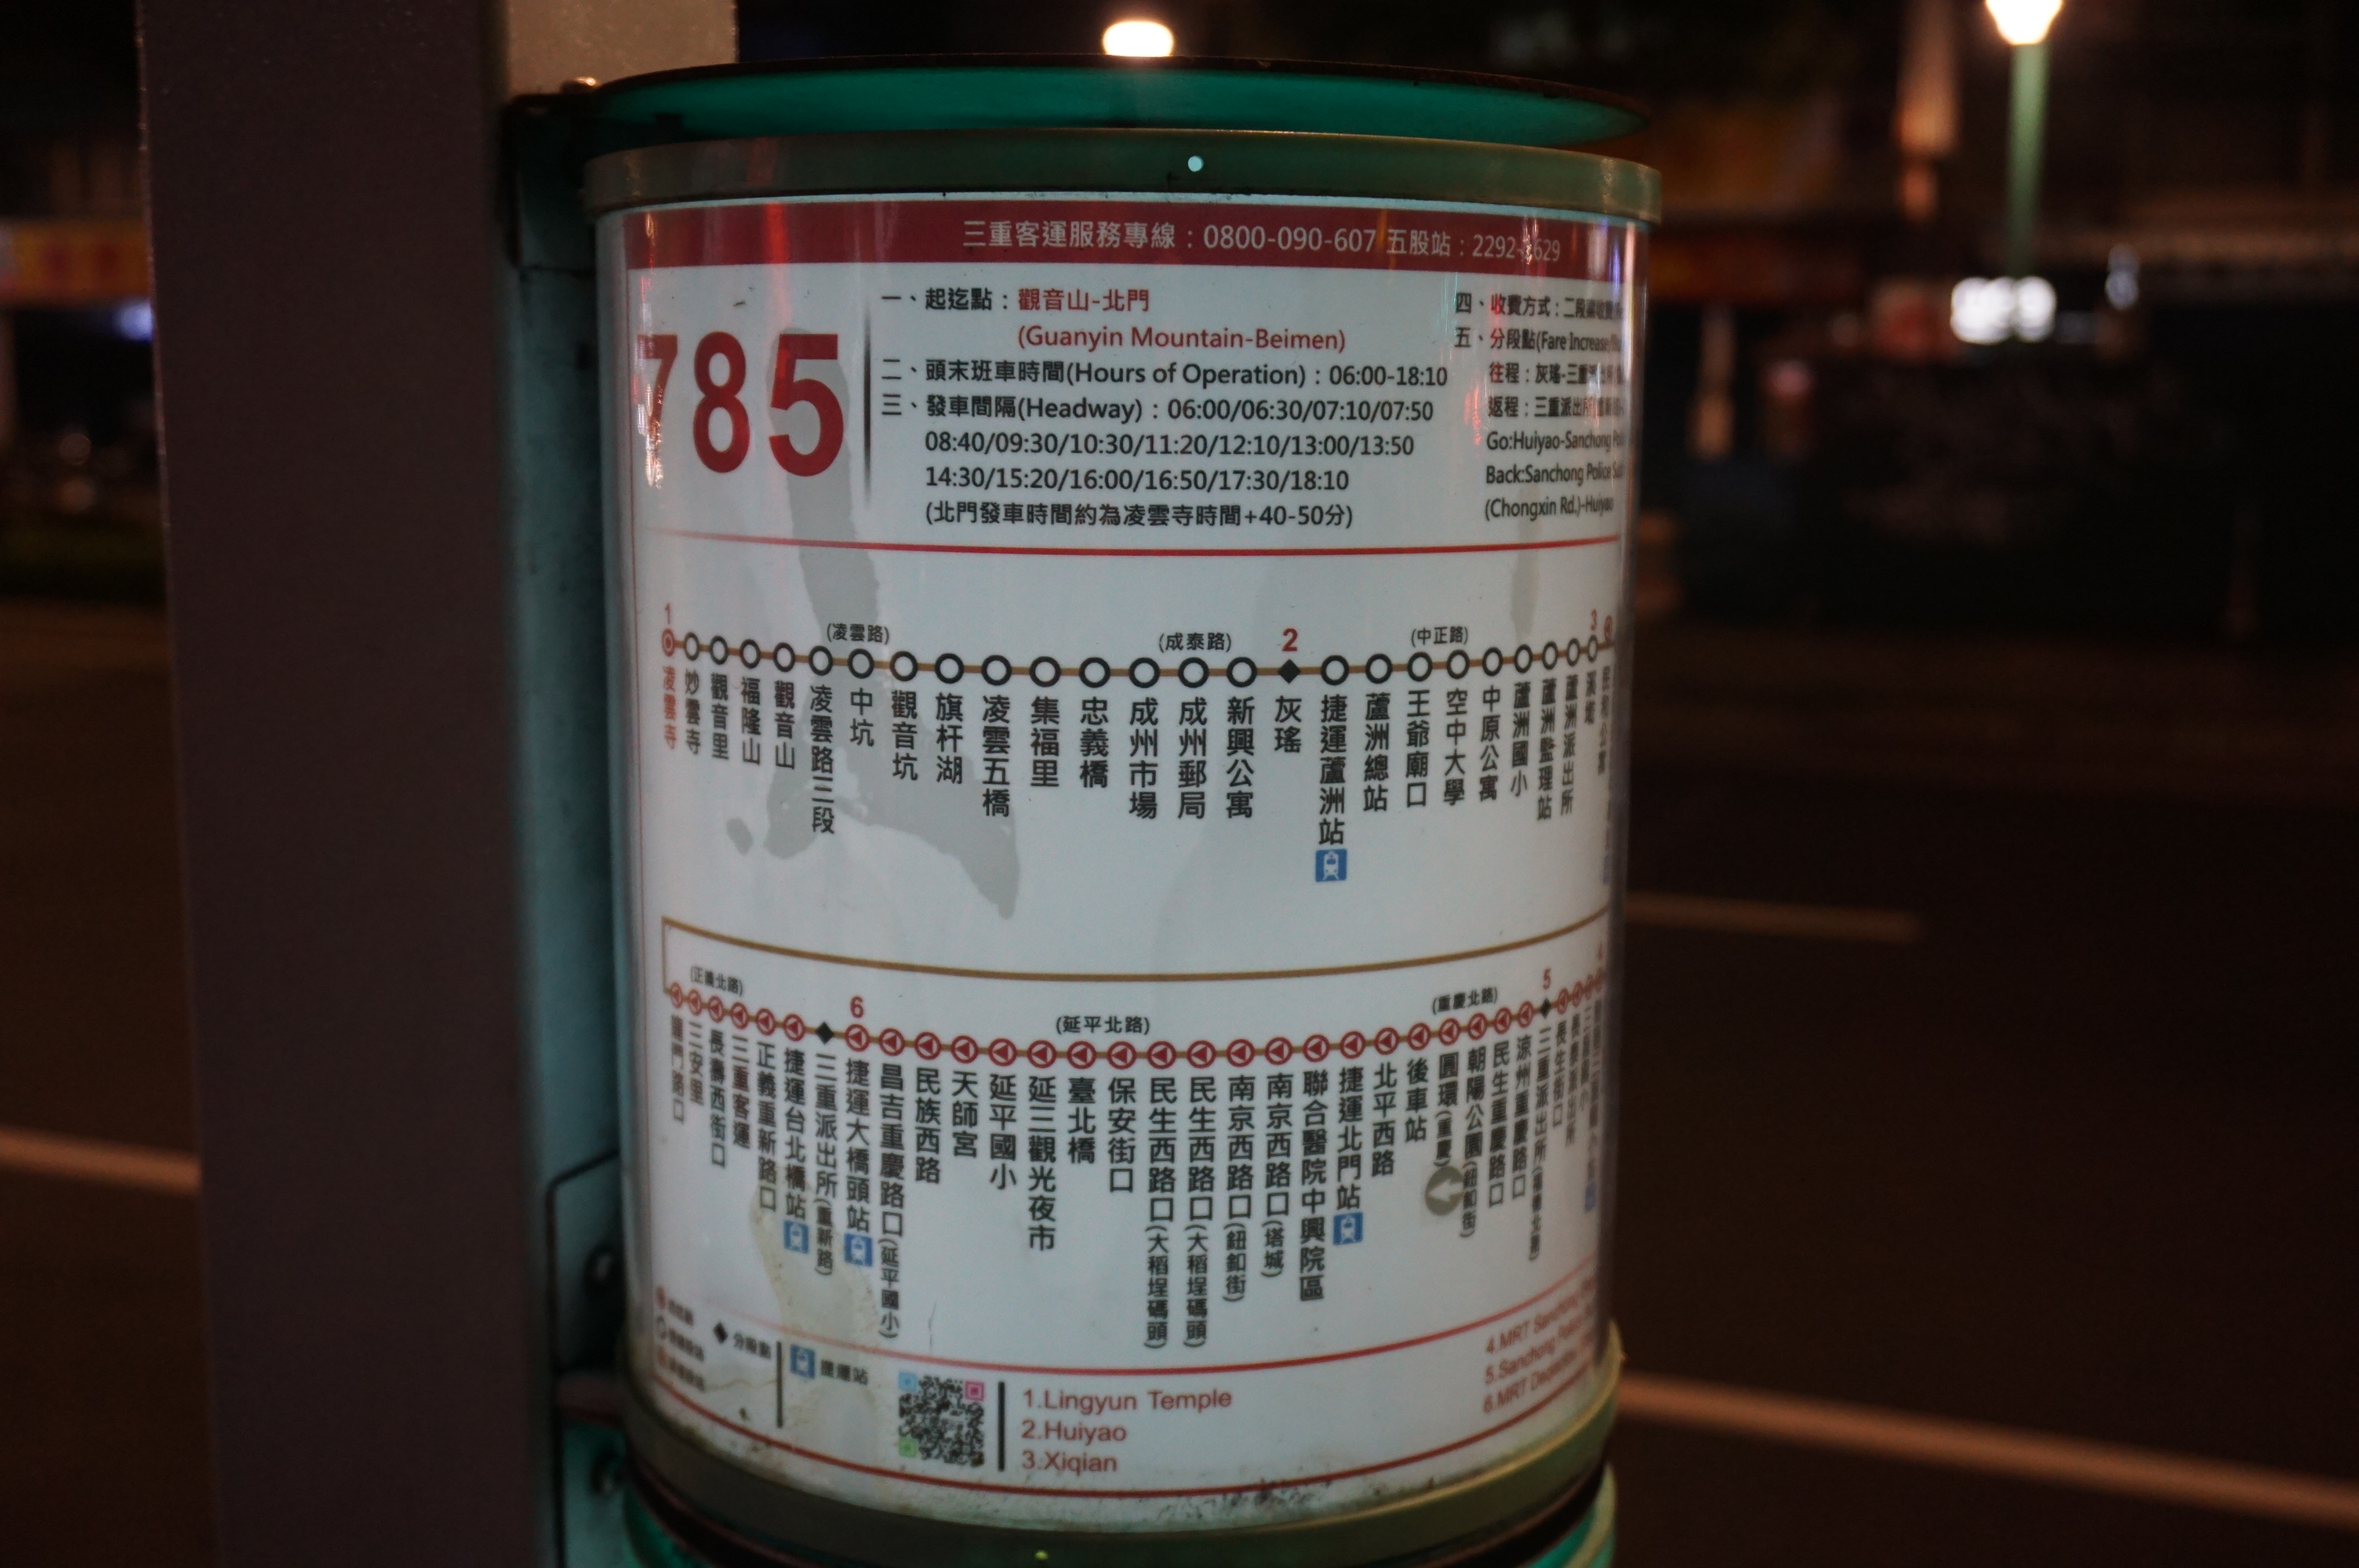 三重客運服務專線：0800-090-607 五股站：2292-
785
一、起迄點：觀音山-北門
(Guanyin Mountain-Beimen)
二、頭末班車時間(Hours of Operation)：06:00-18:10
三、發車間隔(Headway)：06:00/06:30/07:10/07:50
08:40/09:30/10:30/11:20/12:10/13:00/13:50
14:30/15:20/16:00/16:50/17:30/18:10
(北門發車時間約為凌雲寺時間+40-50分)
四、收費方式：二段
五、分段點(Fare Increase
往程：灰瑤-三重
返程：三重派出所
Go:Huiyao-Sanchong
Back:Sanchong Police
(Chongxin Rd.)-Huiyao
(凌雲路)
(成泰路)
(中正路)
1
2
3
凌雲寺
妙雲寺
觀音里
福隆山
觀音山
凌雲路三段
中坑
觀音坑
旗杆湖
凌雲五橋
集福里
忠義橋
成州市場
成州郵局
新興公寓
灰瑤
捷運蘆洲站
蘆洲總站
王爺廟口
空中大學
中原公寓
蘆洲國小
蘆洲監理站
蘆洲派出所
溪墘
(正義北路)
(延平北路)
(重慶北路)
6
5
4
三安里
長壽西街口
三重客運
正義重新路口
捷運台北橋站
三重派出所(重新路)
捷運大橋頭站
昌吉重慶路口(延平國小)
民族西路
天師宮
延平國小
延三觀光夜市
臺北橋
保安街口
民生西路口(大稻埕碼頭)
民生西路口(大稻埕碼頭)
南京西路口(鈕釦街)
南京西路口(塔城)
聯合醫院中興院區
捷運北門站
北平西路
後車站
圓環(重慶)
朝陽公園(鈕釦街)
民生重慶路口
涼州重慶路口
三重派出所
長生街口
分段點
捷運站
1.Lingyun Temple
2.Huiyao
3.Xiqian
4.MRT
5.Sanchong
6.MRT